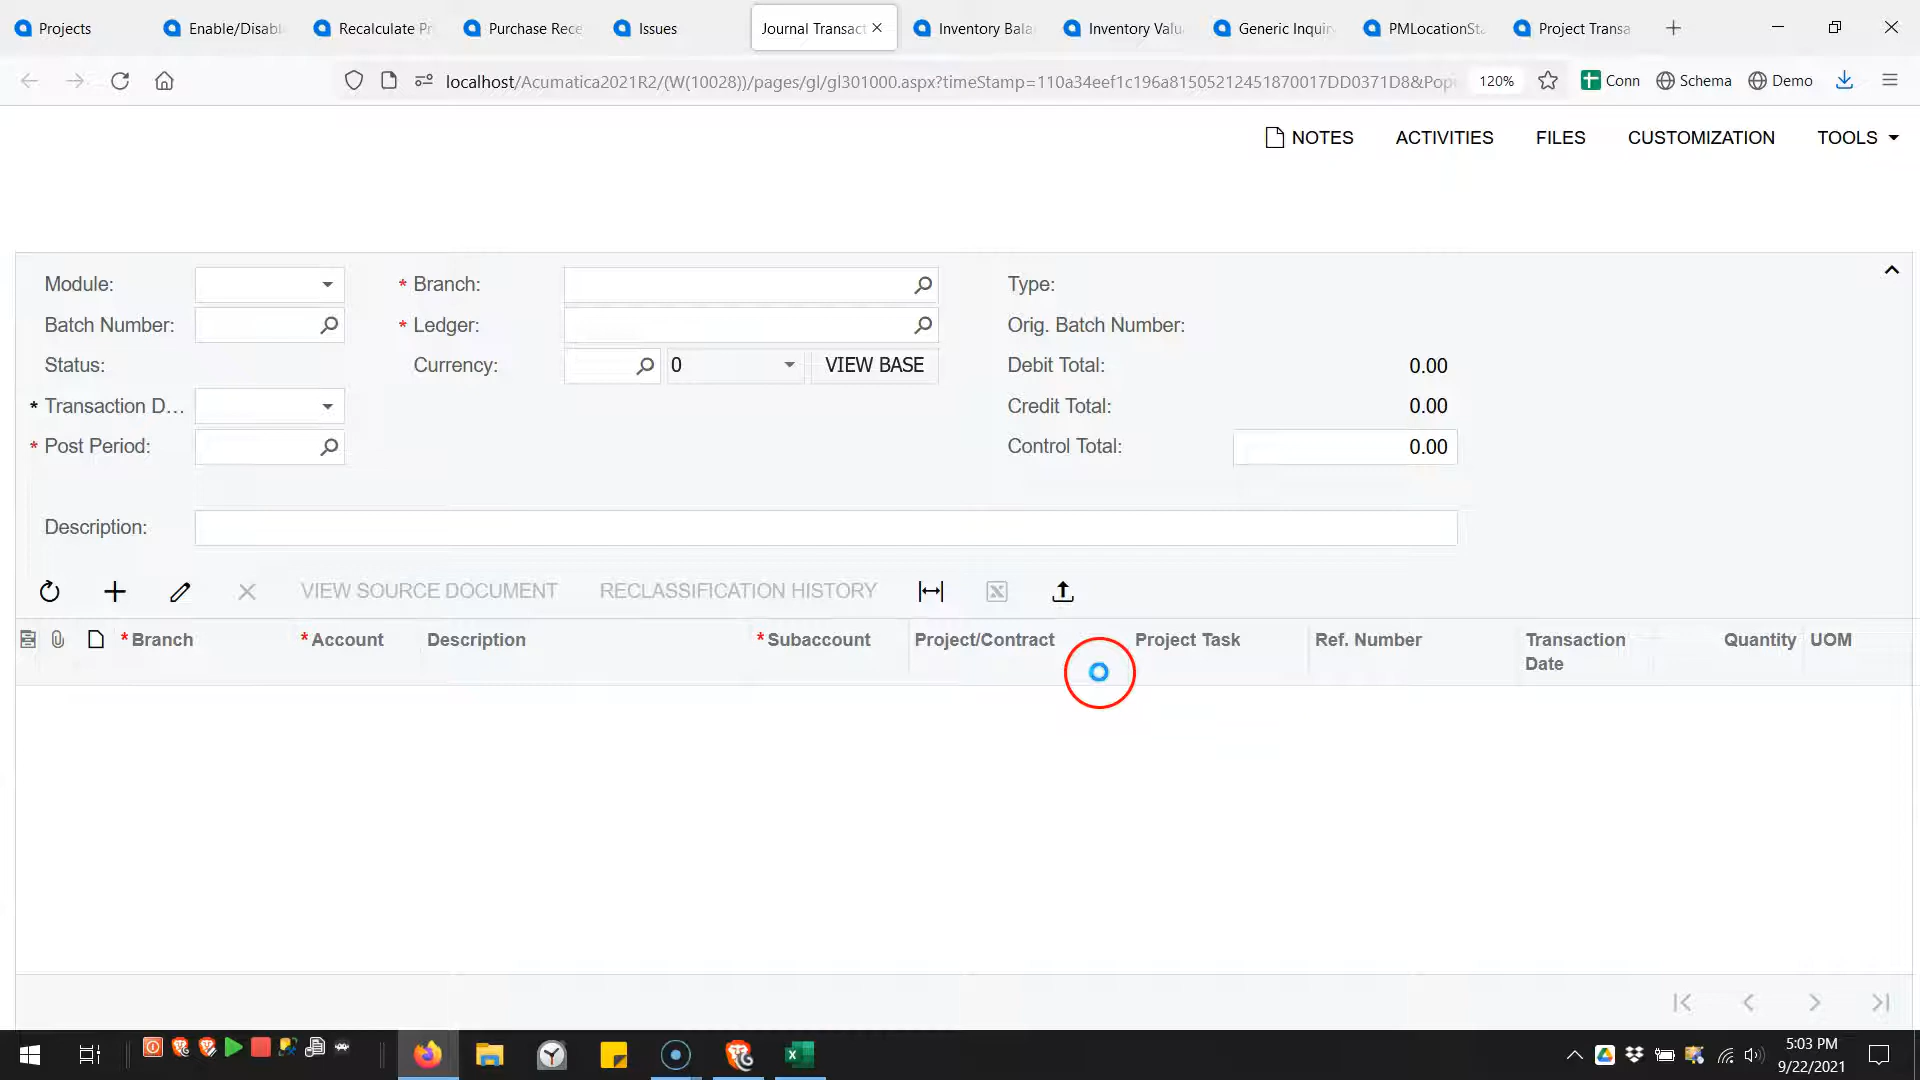 Projects
Enable/Disabl
Recalculate Pr
Purchase Rece
Issues
Journal Transact
Inventory Bala
Inventory Valu
Generic Inquir
PMLocationSta
Project Transa
localhost/Acumatica2021R2/(W(10028))/pages/gl/gl301000.aspx?timeStamp=110a34eef1c196a81505212451870017DD0371D8&Pop
120%
Conn
Schema
Demo
NOTES
ACTIVITIES
FILES
CUSTOMIZATION
TOOLS
Module:
* Branch:
Type:
Batch Number:
* Ledger:
Orig. Batch Number:
Status:
Currency:
0
VIEW BASE
Debit Total:
0.00
* Transaction D...
Credit Total:
0.00
* Post Period:
Control Total:
0.00
Description:
VIEW SOURCE DOCUMENT
RECLASSIFICATION HISTORY
* Branch
* Account
Description
* Subaccount
Project/Contract
Project Task
Ref. Number
Transaction
Date
Quantity
UOM
5:03 PM
9/22/2021